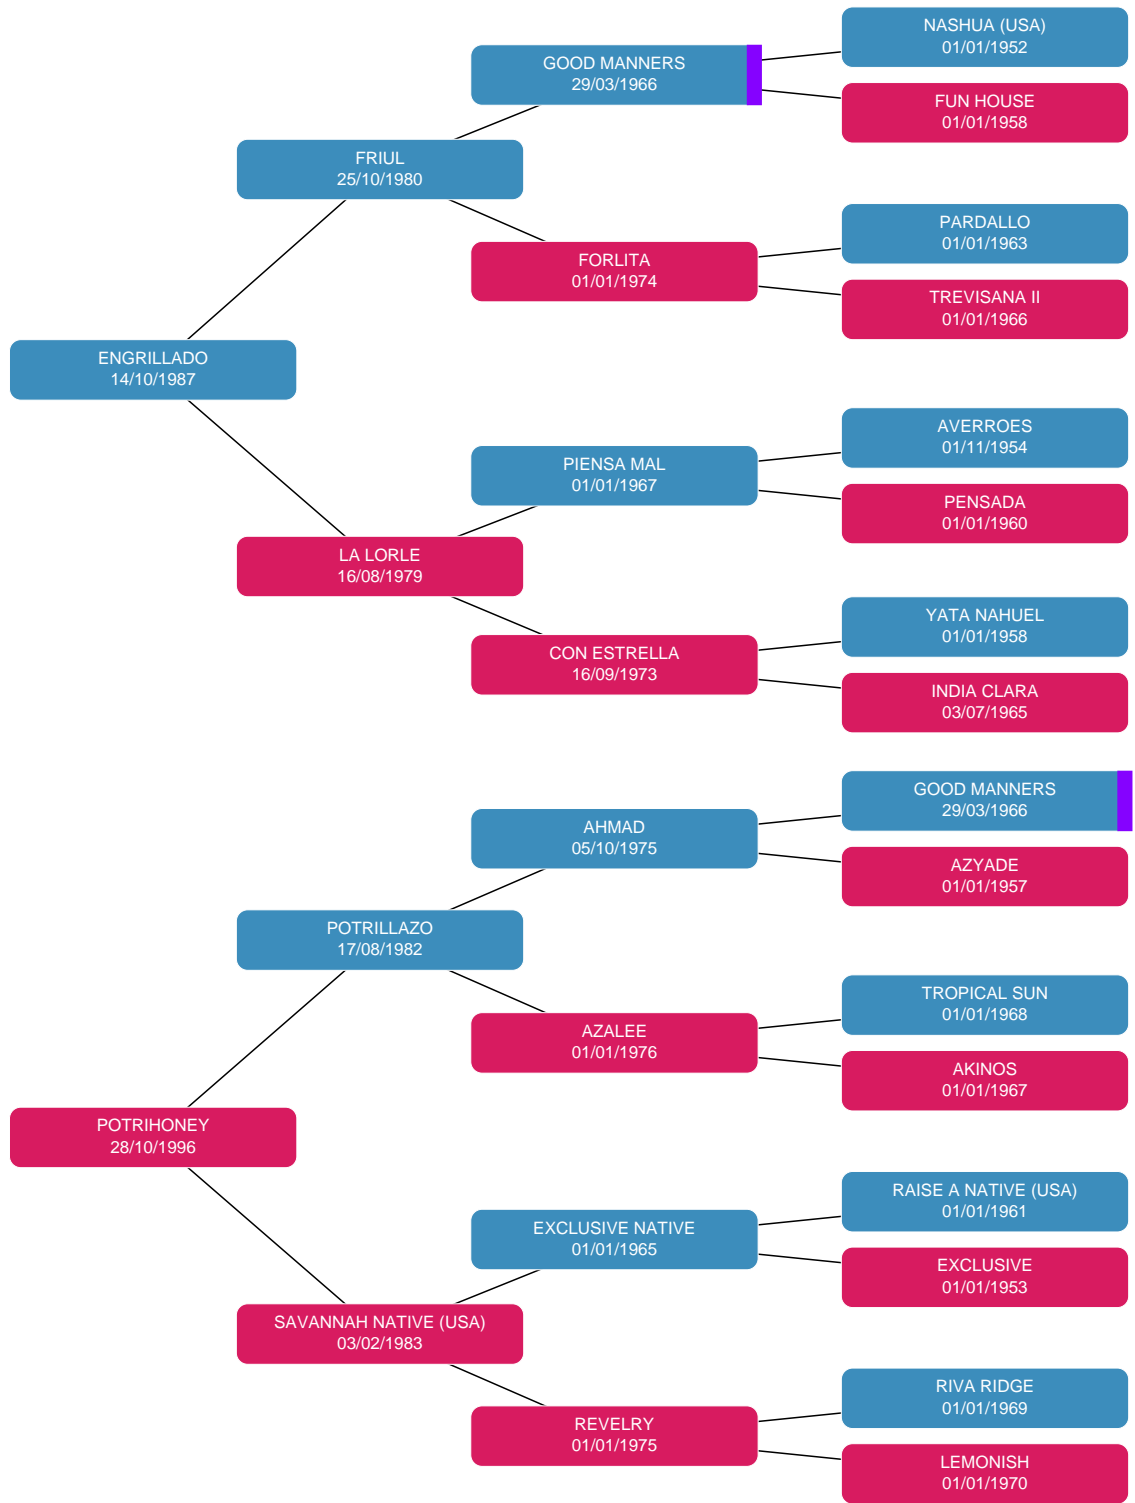 NASHUA (USA)
01/01/1952
GOOD MANNERS
29/03/1966
FUN HOUSE
01/01/1958
FRIUL
25/10/1980
PARDALLO
01/01/1963
FORLITA
01/01/1974
TREVISANA II
01/01/1966
ENGRILLADO
14/10/1987
AVERROES
01/11/1954
PIENSA MAL
01/01/1967
PENSADA
01/01/1960
LA LORLE
16/08/1979
YATA NAHUEL
01/01/1958
CON ESTRELLA
16/09/1973
INDIA CLARA
03/07/1965
GOOD MANNERS
29/03/1966
AHMAD
05/10/1975
AZYADE
01/01/1957
POTRILLAZO
17/08/1982
TROPICAL SUN
01/01/1968
AZALEE
01/01/1976
AKINOS
01/01/1967
POTRIHONEY
28/10/1996
RAISE A NATIVE (USA)
01/01/1961
EXCLUSIVE NATIVE
01/01/1965
EXCLUSIVE
01/01/1953
SAVANNAH NATIVE (USA)
03/02/1983
RIVA RIDGE
01/01/1969
REVELRY
01/01/1975
LEMONISH
01/01/1970